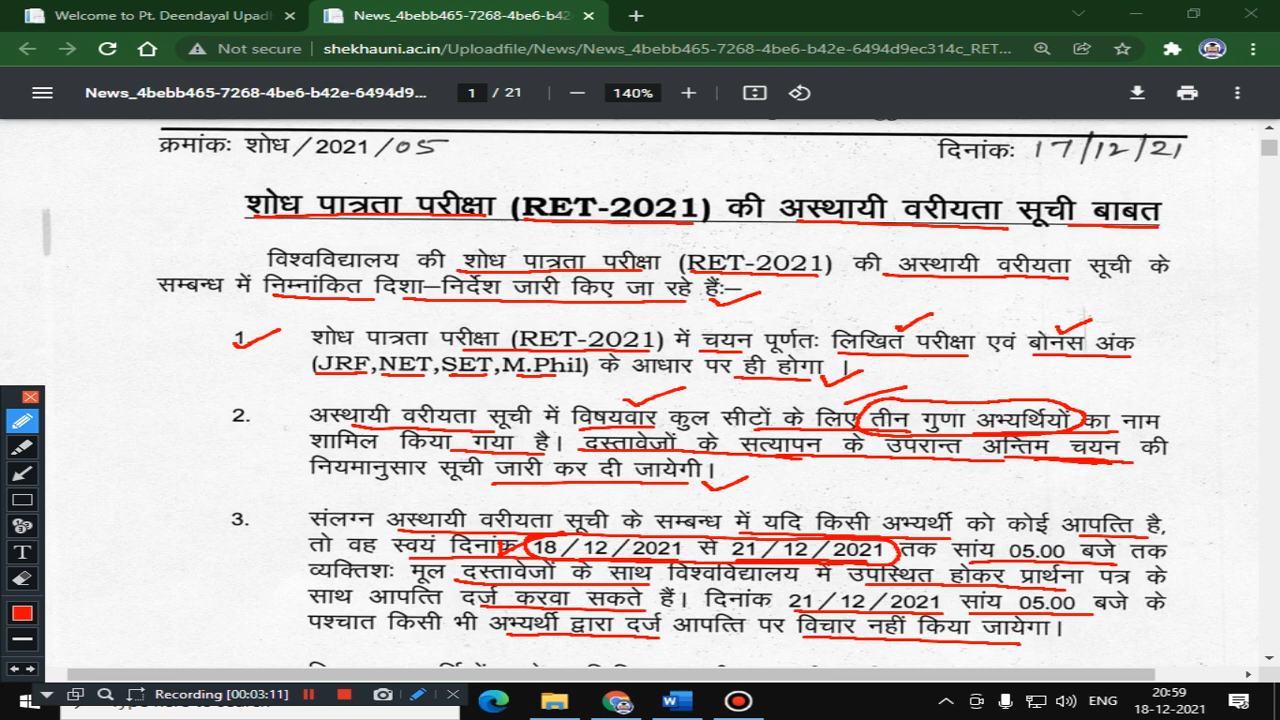 Welcome to Pt. Deendayal Upadh
News_4bebb465-7268-4be6-b42
Not secure | shekhauni.ac.in/Uploadfile/News/News_4bebb465-7268-4be6-b42e-6494d9ec314c_RET...
News_4bebb465-7268-4be6-b42e-6494d9... 1 / 21 — 140% +
क्रमांकः शोध/2021/05 दिनांकः 17/12/21
शोध पात्रता परीक्षा (RET-2021) की अस्थायी वरीयता सूची बाबत
विश्वविद्यालय की शोध पात्रता परीक्षा (RET-2021) की अस्थायी वरीयता सूची के
सम्बन्ध में निम्नांकित दिशा–निर्देश जारी किए जा रहे हैंः–
1. शोध पात्रता परीक्षा (RET-2021) में चयन पूर्णतः लिखित परीक्षा एवं बोनस अंक
(JRF,NET,SET,M.Phil) के आधार पर ही होगा ।
2. अस्थायी वरीयता सूची में विषयवार कुल सीटों के लिए तीन गुणा अभ्यर्थियों का नाम
शामिल किया गया है। दस्तावेजों के सत्यापन के उपरान्त अन्तिम चयन की
नियमानुसार सूची जारी कर दी जायेगी।
3. संलग्न अस्थायी वरीयता सूची के सम्बन्ध में यदि किसी अभ्यर्थी को कोई आपत्ति है,
तो वह स्वयं दिनांक 18/12/2021 से 21/12/2021 तक सांय 05.00 बजे तक
व्यक्तिशः मूल दस्तावेजों के साथ विश्वविद्यालय में उपस्थित होकर प्रार्थना पत्र के
साथ आपत्ति दर्ज करवा सकते हैं। दिनांक 21/12/2021 सांय 05.00 बजे के
पश्चात किसी भी अभ्यर्थी द्वारा दर्ज आपत्ति पर विचार नहीं किया जायेगा।
T
Recording [00:03:11]
ENG
20:59
18-12-2021